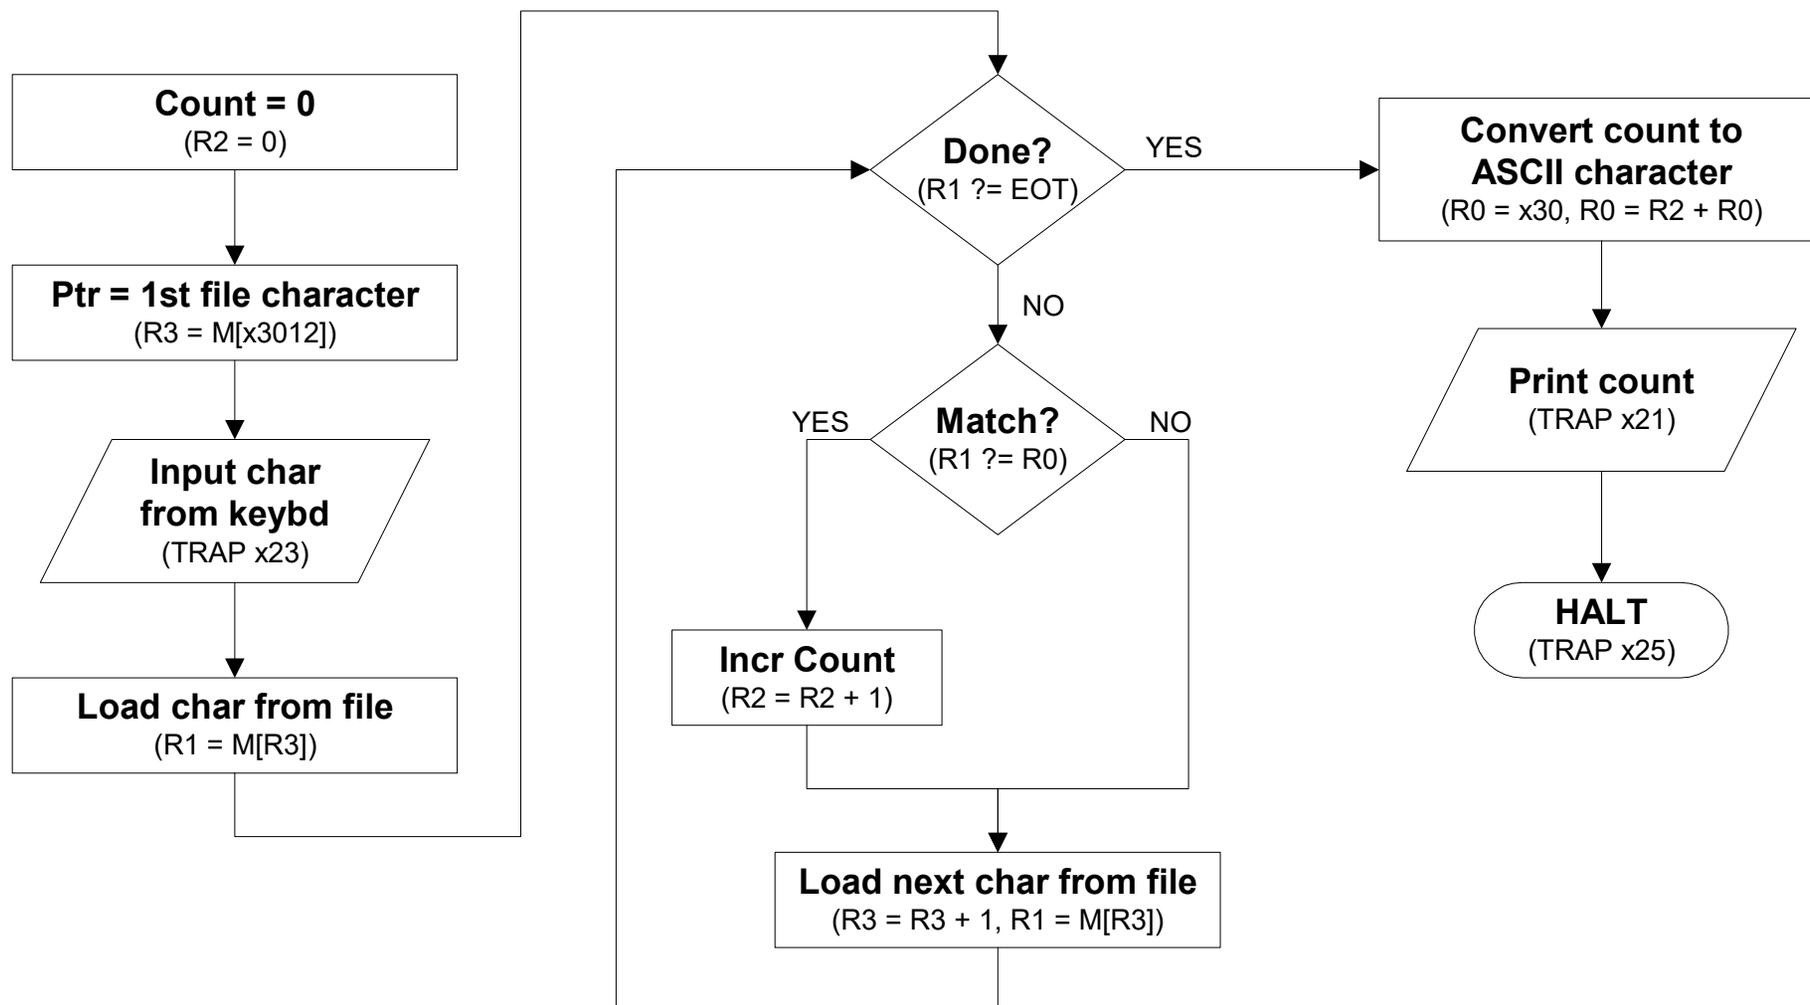 Count = 0
(R2 = 0)
Ptr = 1st file character
(R3 = M[x3012])
Input char
from keybd
(TRAP x23)
Load char from file
(R1 = M[R3])
Done?
(R1 ?= EOT)
YES
NO
Match?
(R1 ?= R0)
YES
NO
Incr Count
(R2 = R2 + 1)
Load next char from file
(R3 = R3 + 1, R1 = M[R3])
Convert count to
ASCII character
(R0 = x30, R0 = R2 + R0)
Print count
(TRAP x21)
HALT
(TRAP x25)